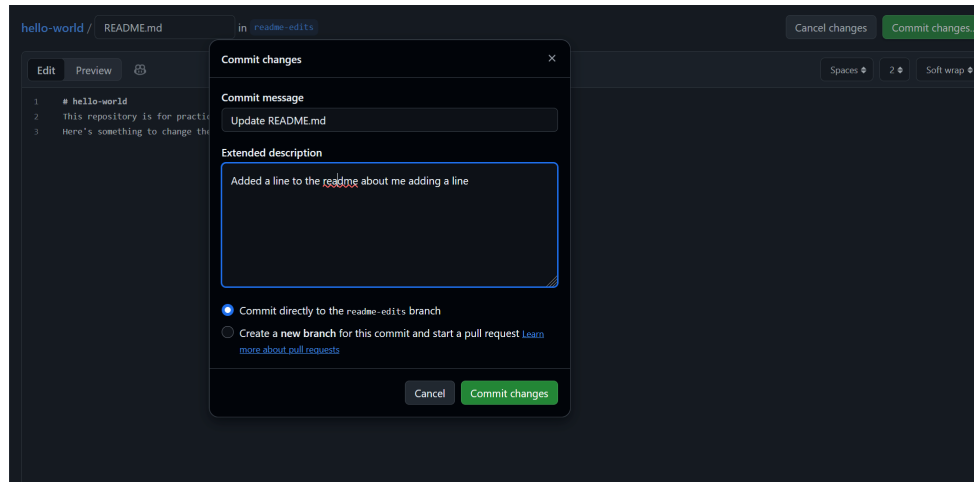 hello-world / README.md in readme-edits Cancel changes Commit changes...
Edit Preview Spaces 2 Soft wrap
1 # hello-world
2 This repository is for practic
3 Here's something to change the
Commit changes
Commit message
Update README.md
Extended description
Added a line to the readme about me adding a line
Commit directly to the readme-edits branch
Create a new branch for this commit and start a pull request Learn
more about pull requests
Cancel Commit changes